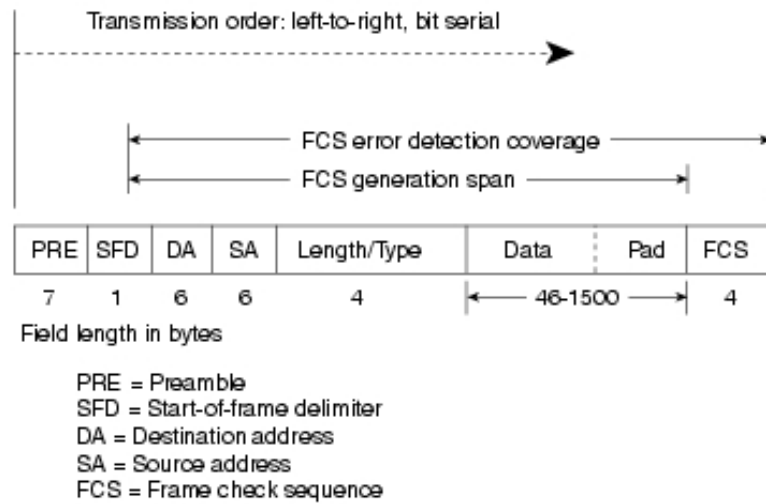 Transmission order: left-to-right, bit serial
FCS error detection coverage
FCS generation span
PRE SFD DA SA Length/Type Data Pad FCS
7 1 6 6 4 46-1500 4
Field length in bytes
PRE = Preamble
SFD = Start-of-frame delimiter
DA = Destination address
SA = Source address
FCS = Frame check sequence